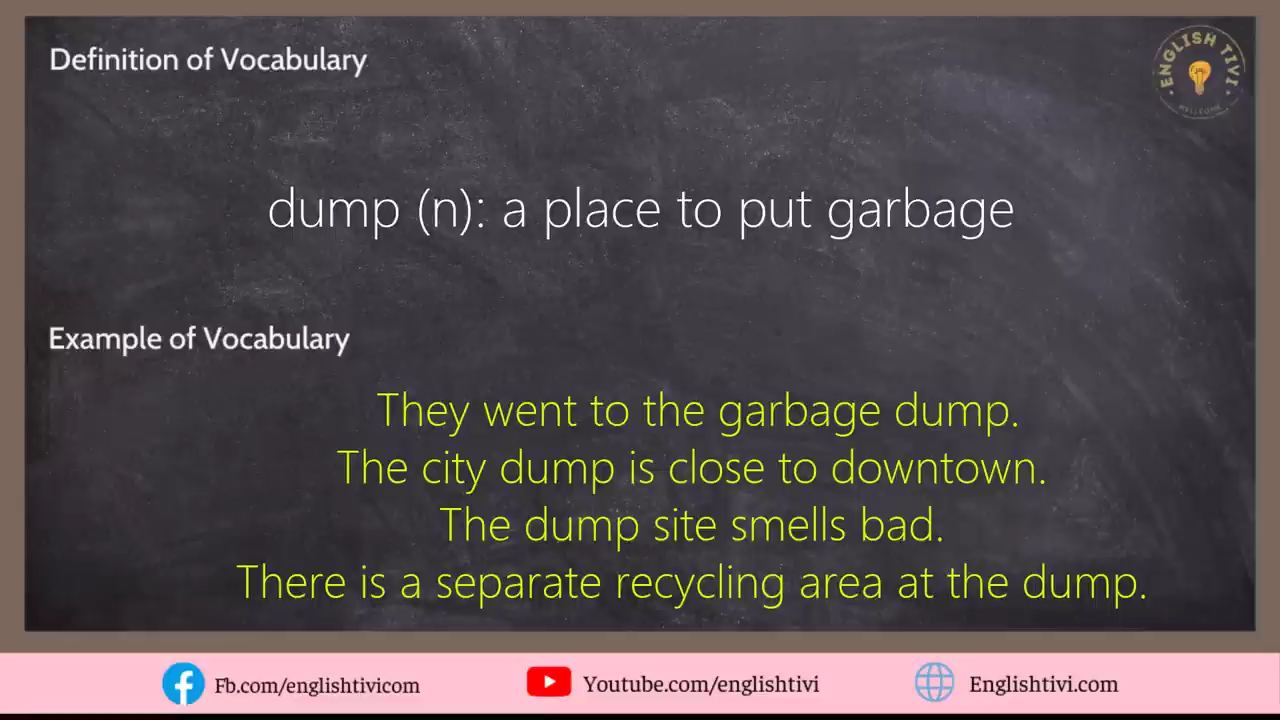 Definition of Vocabulary
ENGLISH TIVI
WELCOME
dump (n): a place to put garbage
Example of Vocabulary
They went to the garbage dump.
The city dump is close to downtown.
The dump site smells bad.
There is a separate recycling area at the dump.
Fb.com/englishtivicom
Youtube.com/englishtivi
Englishtivi.com